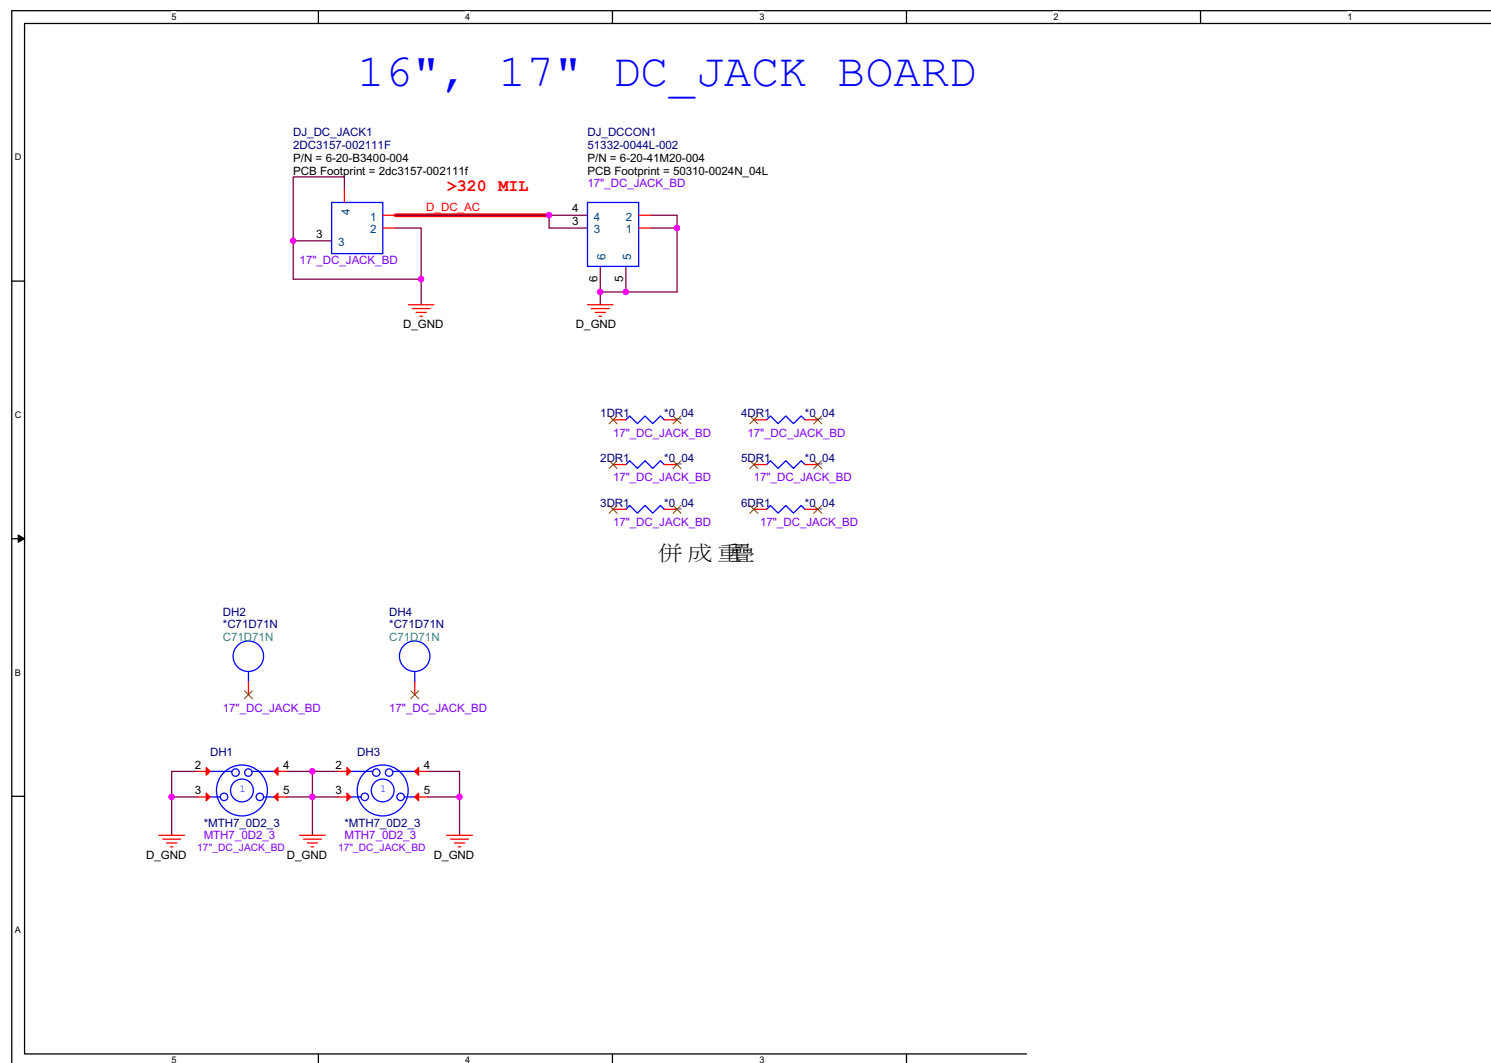 5 4 3 2 1
16", 17" DC_JACK BOARD
D
DJ_DC_JACK1
2DC3157-002111F
P/N = 6-20-B3400-004
PCB Footprint = 2dc3157-002111f
>320 MIL
D_DC_AC
4
1
2
3
3
17"_DC_JACK_BD
D_GND
DJ_DCCON1
51332-0044L-002
P/N = 6-20-41M20-004
PCB Footprint = 50310-0024N_04L
17"_DC_JACK_BD
4
3
4 2
3 1
6 5
6 5
D_GND
C
1DR1 *0_04
17"_DC_JACK_BD
4DR1 *0_04
17"_DC_JACK_BD
2DR1 *0_04
17"_DC_JACK_BD
5DR1 *0_04
17"_DC_JACK_BD
3DR1 *0_04
17"_DC_JACK_BD
6DR1 *0_04
17"_DC_JACK_BD
併成重疊
B
DH2
*C71D71N
C71D71N
17"_DC_JACK_BD
DH4
*C71D71N
C71D71N
17"_DC_JACK_BD
DH1
2 4
3 1 5
*MTH7_0D2_3
MTH7_0D2_3
17"_DC_JACK_BD
DH3
2 4
3 1 5
*MTH7_0D2_3
MTH7_0D2_3
17"_DC_JACK_BD
D_GND D_GND D_GND
A
5 4 3